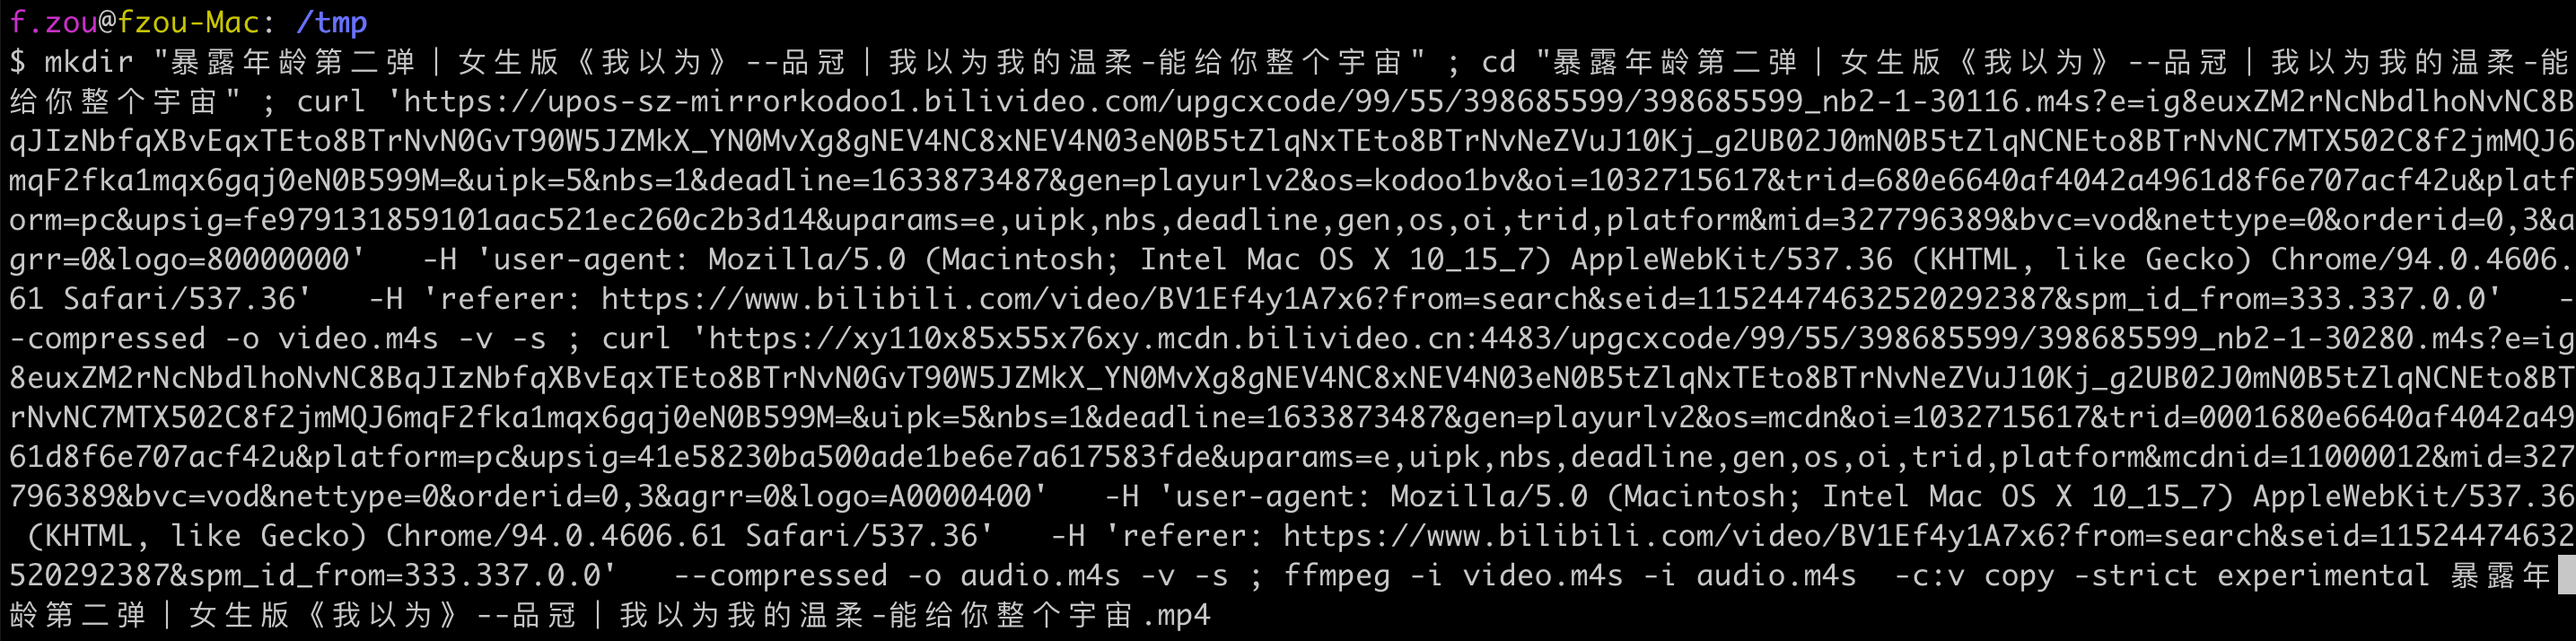 f.zou@fzou-Mac: /tmp
$ mkdir "暴露年龄第二弹｜女生版《我以为》--品冠｜我以为我的温柔-能给你整个宇宙" ; cd "暴露年龄第二弹｜女生版《我以为》--品冠｜我以为我的温柔-能
给你整个宇宙" ; curl 'https://upos-sz-mirrorkodoo1.bilivideo.com/upgcxcode/99/55/398685599/398685599_nb2-1-30116.m4s?e=ig8euxZM2rNcNbdlhoNvNC8B
qJIzNbfqXBvEqxTEto8BTrNvN0GvT90W5JZMkX_YN0MvXg8gNEV4NC8xNEV4N03eN0B5tZlqNxTEto8BTrNvNeZVuJ10Kj_g2UB02J0mN0B5tZlqNCNEto8BTrNvNC7MTX502C8f2jmMQJ6
mqF2fka1mqx6gqj0eN0B599M=&uipk=5&nbs=1&deadline=1633873487&gen=playurlv2&os=kodoo1bv&oi=1032715617&trid=680e6640af4042a4961d8f6e707acf42u&platf
orm=pc&upsig=fe979131859101aac521ec260c2b3d14&uparams=e,uipk,nbs,deadline,gen,os,oi,trid,platform&mid=327796389&bvc=vod&nettype=0&orderid=0,3&a
grr=0&logo=80000000'   -H 'user-agent: Mozilla/5.0 (Macintosh; Intel Mac OS X 10_15_7) AppleWebKit/537.36 (KHTML, like Gecko) Chrome/94.0.4606.
61 Safari/537.36'   -H 'referer: https://www.bilibili.com/video/BV1Ef4y1A7x6?from=search&seid=11524474632520292387&spm_id_from=333.337.0.0'   -
-compressed -o video.m4s -v -s ; curl 'https://xy110x85x55x76xy.mcdn.bilivideo.cn:4483/upgcxcode/99/55/398685599/398685599_nb2-1-30280.m4s?e=ig
8euxZM2rNcNbdlhoNvNC8BqJIzNbfqXBvEqxTEto8BTrNvN0GvT90W5JZMkX_YN0MvXg8gNEV4NC8xNEV4N03eN0B5tZlqNxTEto8BTrNvNeZVuJ10Kj_g2UB02J0mN0B5tZlqNCNEto8BT
rNvNC7MTX502C8f2jmMQJ6mqF2fka1mqx6gqj0eN0B599M=&uipk=5&nbs=1&deadline=1633873487&gen=playurlv2&os=mcdn&oi=1032715617&trid=0001680e6640af4042a49
61d8f6e707acf42u&platform=pc&upsig=41e58230ba500ade1be6e7a617583fde&uparams=e,uipk,nbs,deadline,gen,os,oi,trid,platform&mcdnid=11000012&mid=327
796389&bvc=vod&nettype=0&orderid=0,3&agrr=0&logo=A0000400'   -H 'user-agent: Mozilla/5.0 (Macintosh; Intel Mac OS X 10_15_7) AppleWebKit/537.36
 (KHTML, like Gecko) Chrome/94.0.4606.61 Safari/537.36'   -H 'referer: https://www.bilibili.com/video/BV1Ef4y1A7x6?from=search&seid=11524474632
520292387&spm_id_from=333.337.0.0'   --compressed -o audio.m4s -v -s ; ffmpeg -i video.m4s -i audio.m4s  -c:v copy -strict experimental 暴露年
龄第二弹｜女生版《我以为》--品冠｜我以为我的温柔-能给你整个宇宙.mp4